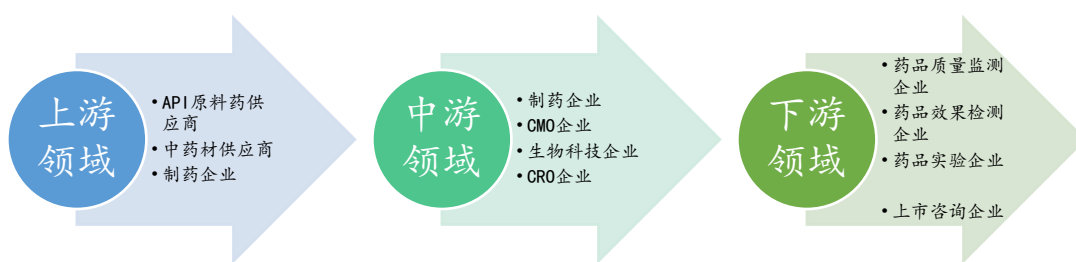 上游
领域
•API原料药供
应商
•中药材供应商
•制药企业
中游
领域
•制药企业
•CMO企业
•生物科技企业
•CRO企业
下游
领域
•药品质量监测
企业
•药品效果检测
企业
•药品实验企业
•上市咨询企业